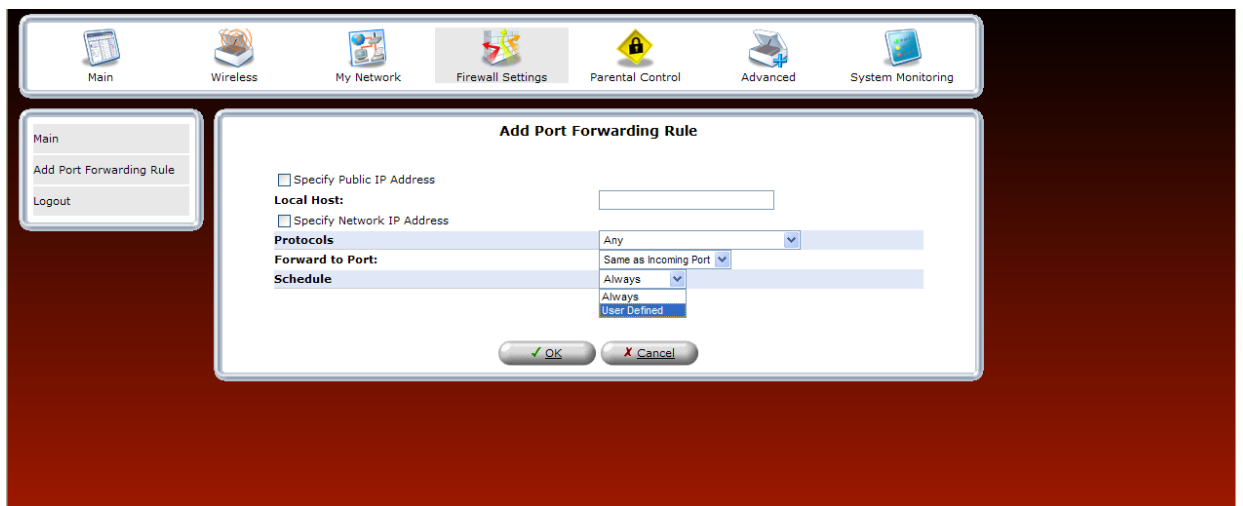 Main
Wireless
My Network
Firewall Settings
Parental Control
Advanced
System Monitoring
Main
Add Port Forwarding Rule
Logout
Add Port Forwarding Rule
Specify Public IP Address
Local Host:
Specify Network IP Address
Protocols
Any
Forward to Port:
Same as Incoming Port
Schedule
Always
Always
User Defined
OK
Cancel